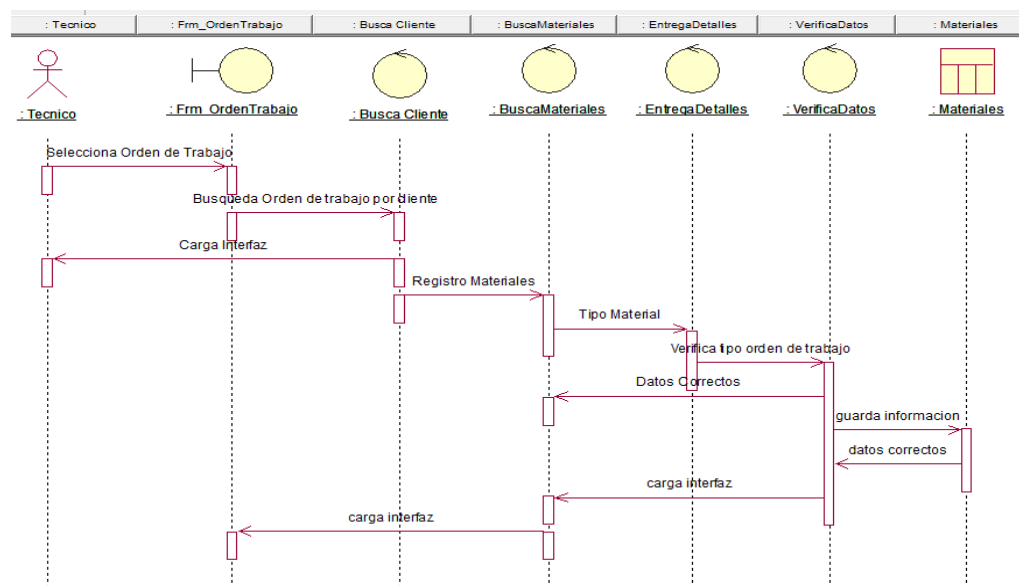 : Tecnico
: Frm_OrdenTrabajo
: Busca Cliente
: BuscaMateriales
: EntregaDetalles
: VerificaDatos
: Materiales
: Tecnico
: Frm_OrdenTrabajo
: Busca Cliente
: BuscaMateriales
: EntregaDetalles
: VerificaDatos
: Materiales
Selecciona Orden de Trabajo
Busqueda Orden de trabajo por cliente
Carga Interfaz
Registro Materiales
Tipo Material
Verifica tipo orden de trabajo
Datos Correctos
guarda informacion
datos correctos
carga interfaz
carga interfaz